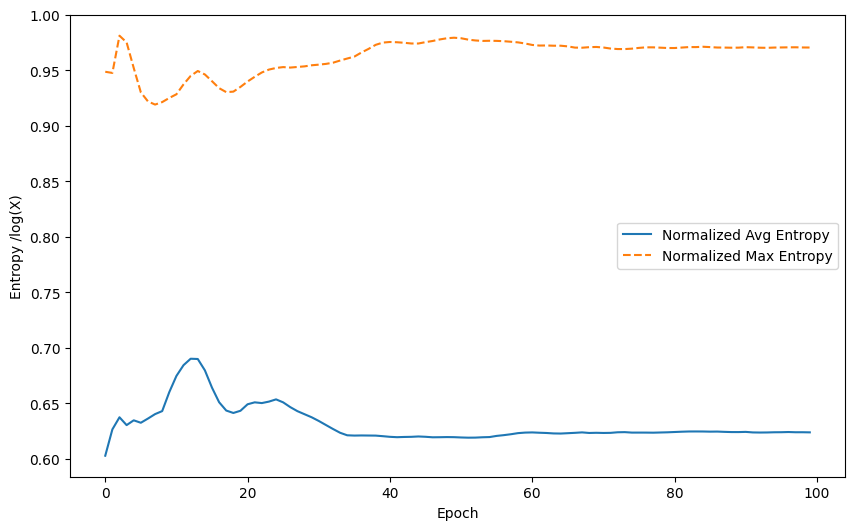 1.00
0.95
0.90
0.85
0.80
0.75
0.70
0.65
0.60
Entropy /log(X)
Normalized Avg Entropy
Normalized Max Entropy
0 20 40 60 80 100
Epoch